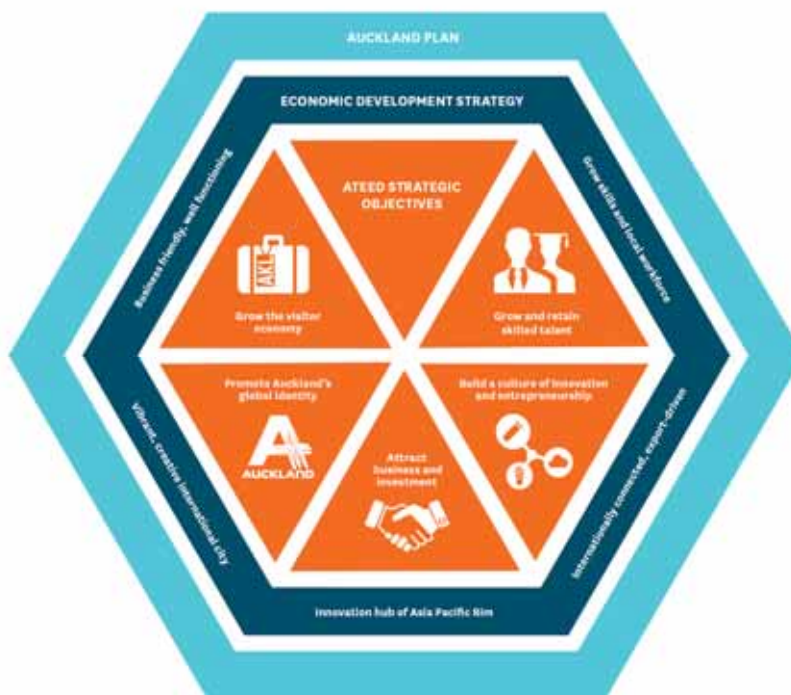 AUCKLAND PLAN
ECONOMIC DEVELOPMENT STRATEGY
Business friendly, well functioning
Grow skills and local workforce
ATEED STRATEGIC
OBJECTIVES
AKL
Grow the visitor
economy
Grow and retain
skilled talent
Promote Auckland's
global identity
A
AUCKLAND
Attract
business and
investment
Build a culture of innovation
and entrepreneurship
Vibrant, creative international city
Internationally connected, export-driven
Innovation hub of Asia Pacific Rim